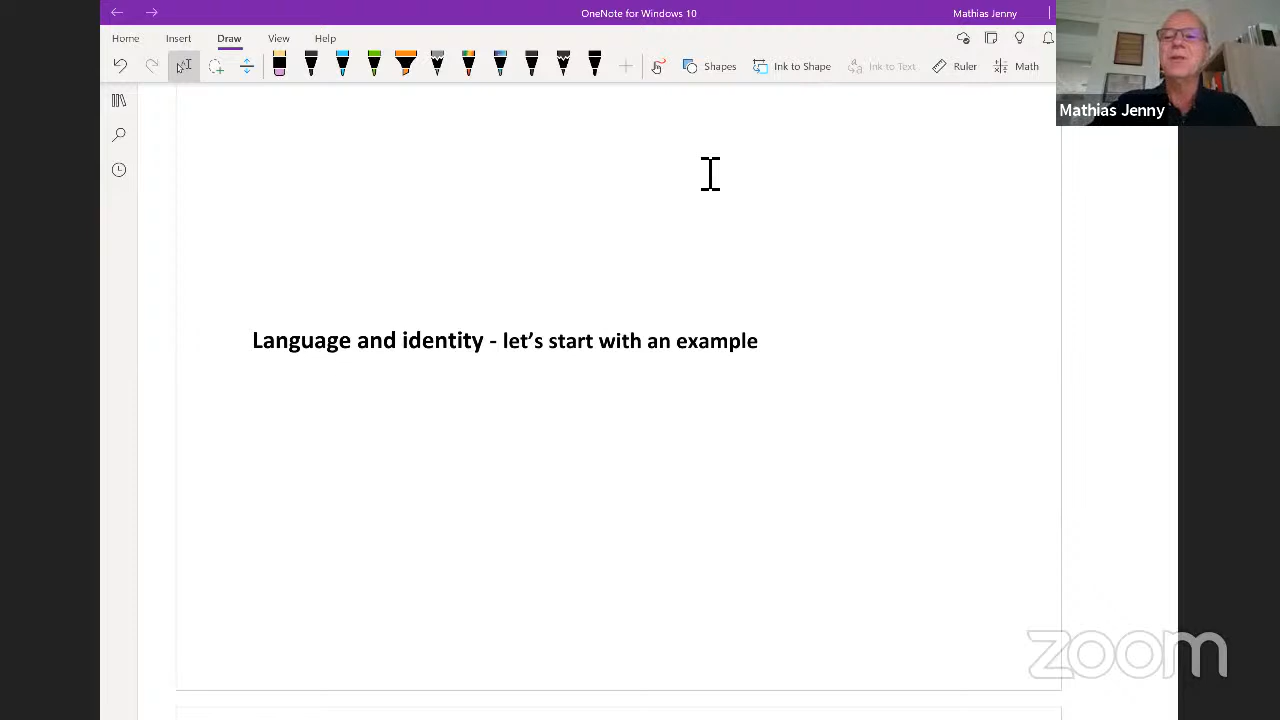 OneNote for Windows 10
Mathias Jenny
Home Insert Draw View Help
Shapes Ink to Shape Ink to Text Ruler Math
Mathias Jenny
Language and identity - let’s start with an example
zoom